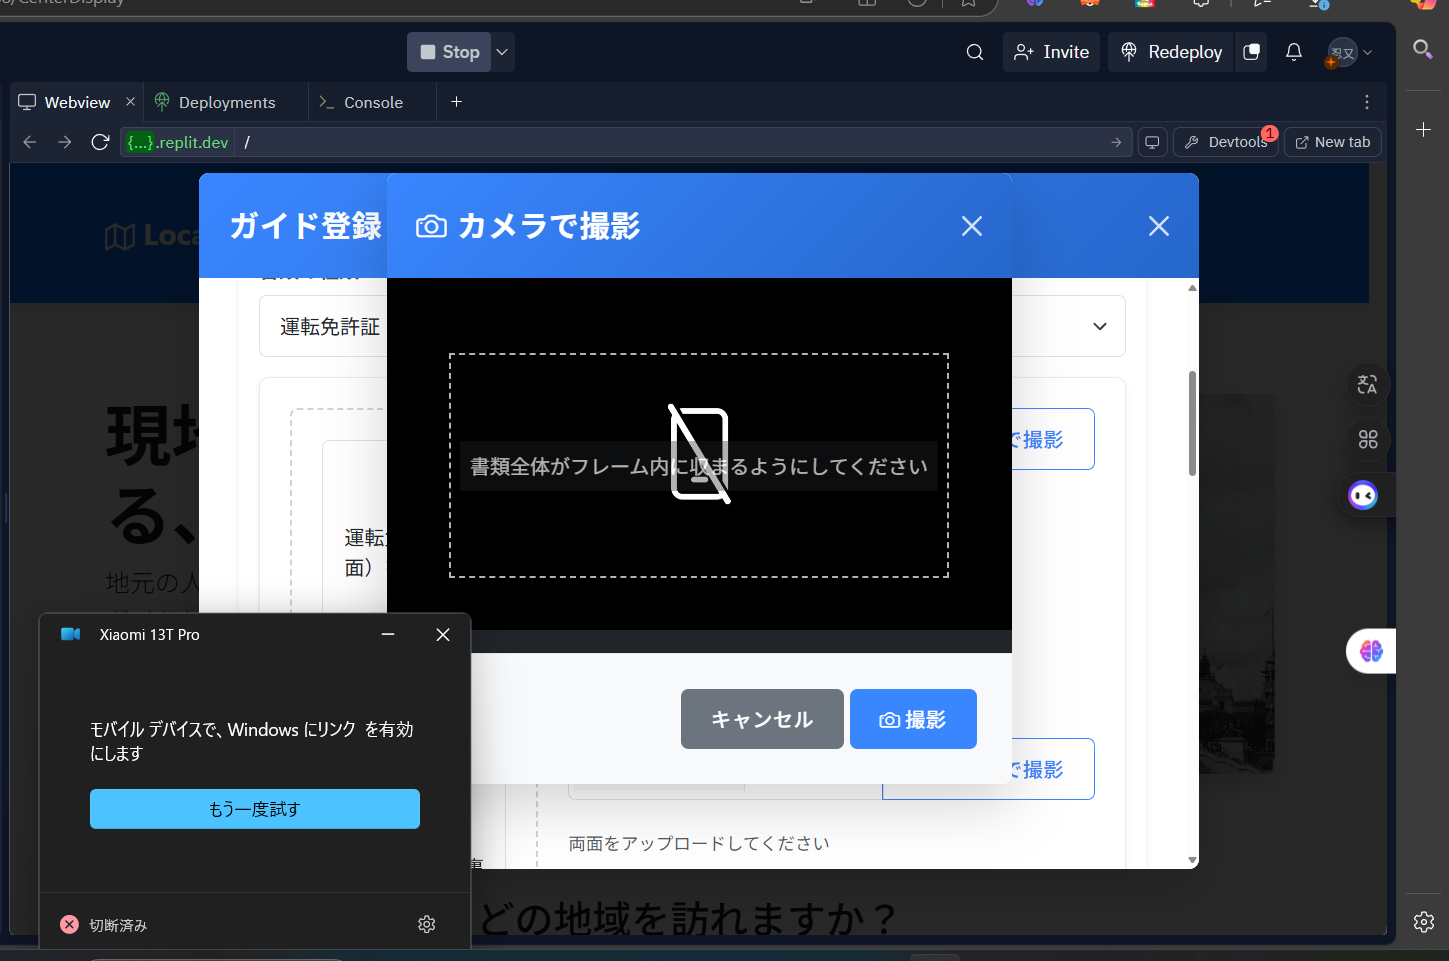 /CenterDisplay
Stop
Invite
Redeploy
忍又
Webview
Deployments
Console
{...}.replit.dev
/
Devtools
1
New tab
Loca
ガイド登録
カメラで撮影
運転免許証
書類全体がフレーム内に収まるようにしてください
で撮影
現地
る、
運転
面）
地元の人
Xiaomi 13T Pro
モバイル デバイスで、Windows にリンク を有効
にします
もう一度試す
切断済み
キャンセル
撮影
で撮影
両面をアップロードしてください
どの地域を訪れますか？